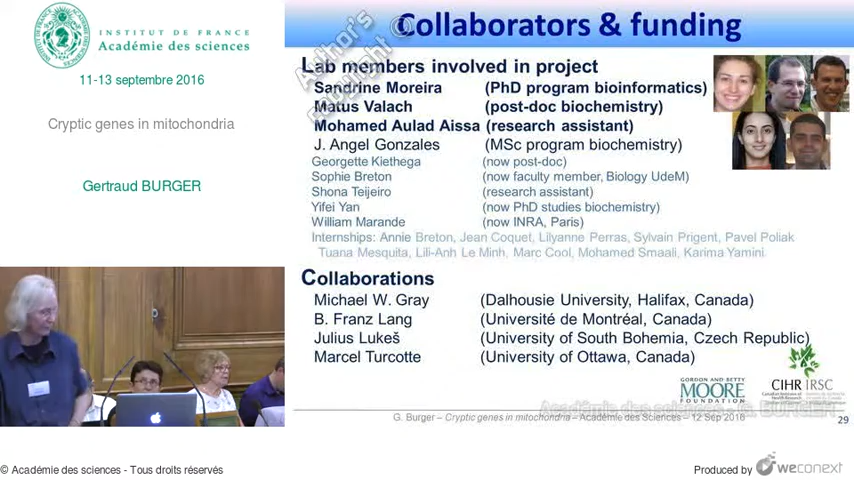 INSTITUT DE FRANCE
Académie des sciences
11-13 septembre 2016
Cryptic genes in mitochondria
Gertraud BURGER
Author's Copyright ©
Collaborators & funding
Lab members involved in project
Sandrine Moreira (PhD program bioinformatics)
Matus Valach (post-doc biochemistry)
Mohamed Aulad Aissa (research assistant)
J. Angel Gonzales (MSc program biochemistry)
Georgette Kiethega (now post-doc)
Sophie Breton (now faculty member, Biology UdeM)
Shona Teijeiro (research assistant)
Yifei Yan (now PhD studies biochemistry)
William Marande (now INRA, Paris)
Internships: Annie Breton, Jean Coquet, Lilyanne Perras, Sylvain Prigent, Pavel Poliak
Tuana Mesquita, Lili-Anh Le Minh, Marc Cool, Mohamed Smaali, Karima Yamini
Collaborations
Michael W. Gray (Dalhousie University, Halifax, Canada)
B. Franz Lang (Université de Montréal, Canada)
Julius Lukeš (University of South Bohemia, Czech Republic)
Marcel Turcotte (University of Ottawa, Canada)
GORDON AND BETTY
MOORE
FOUNDATION
CIHR IRSC
Académie des sciences - G. BURGER
G. Burger – Cryptic genes in mitochondria – Académie des Sciences – 12 Sep 2016
29
© Académie des sciences - Tous droits réservés
Produced by weconext